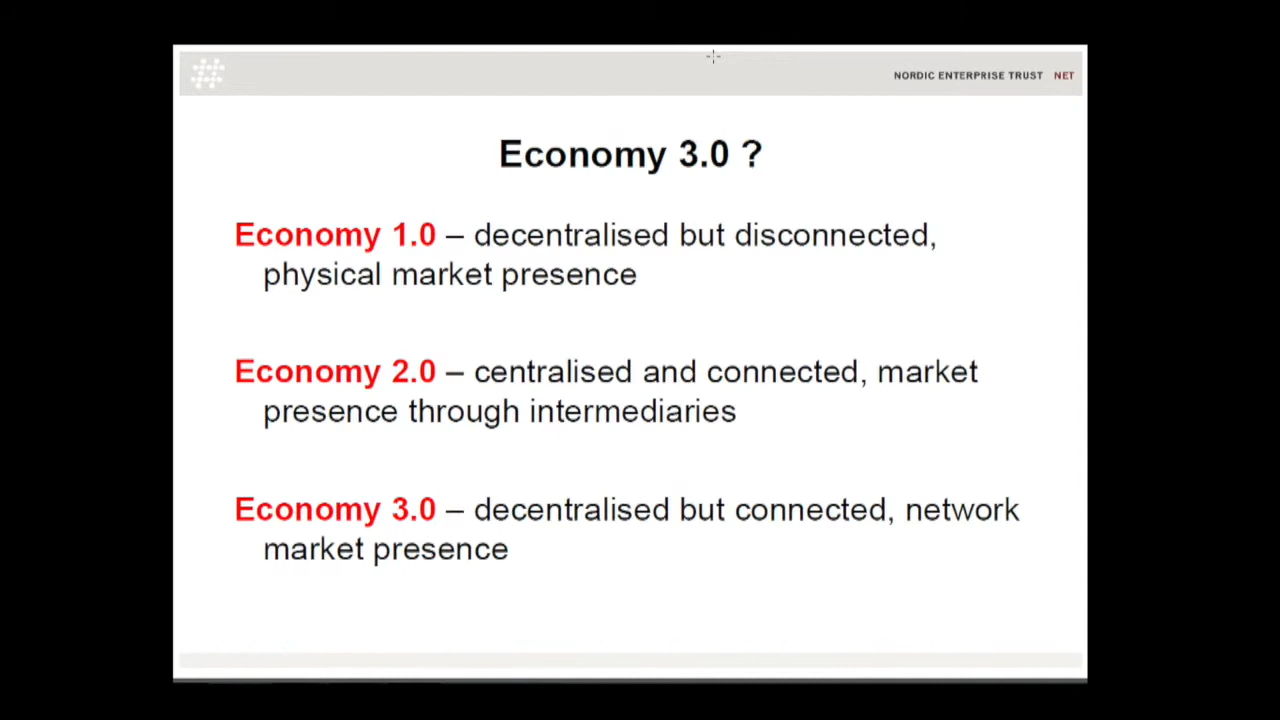 NORDIC ENTERPRISE TRUST NET
Economy 3.0 ?
Economy 1.0 – decentralised but disconnected,
physical market presence
Economy 2.0 – centralised and connected, market
presence through intermediaries
Economy 3.0 – decentralised but connected, network
market presence